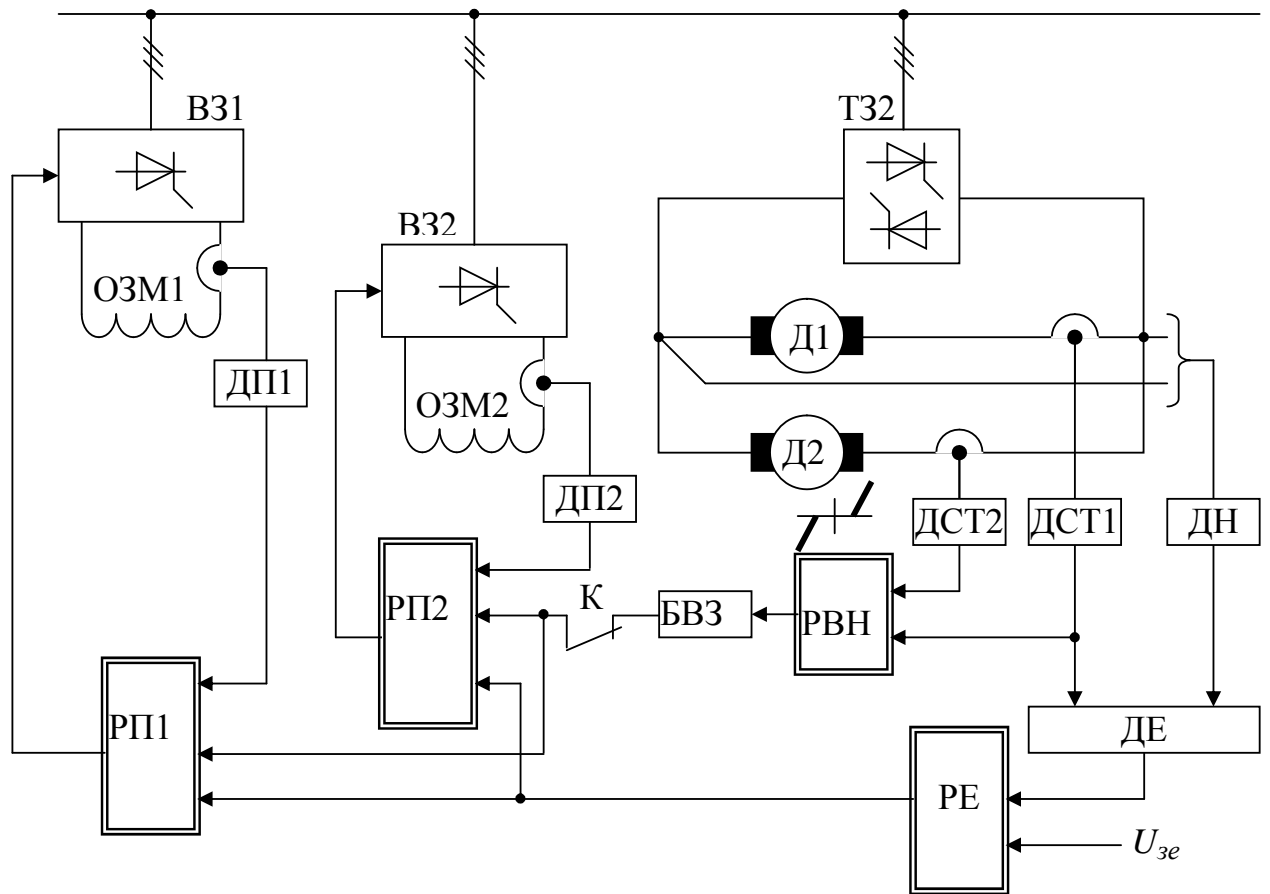 ВЗ1
ТЗ2
ВЗ2
ОЗМ1
Д1
ДП1
ОЗМ2
Д2
ДП2
ДСТ2
ДСТ1
ДН
К
РП2
БВЗ
РВН
РП1
ДЕ
РЕ
Uзе